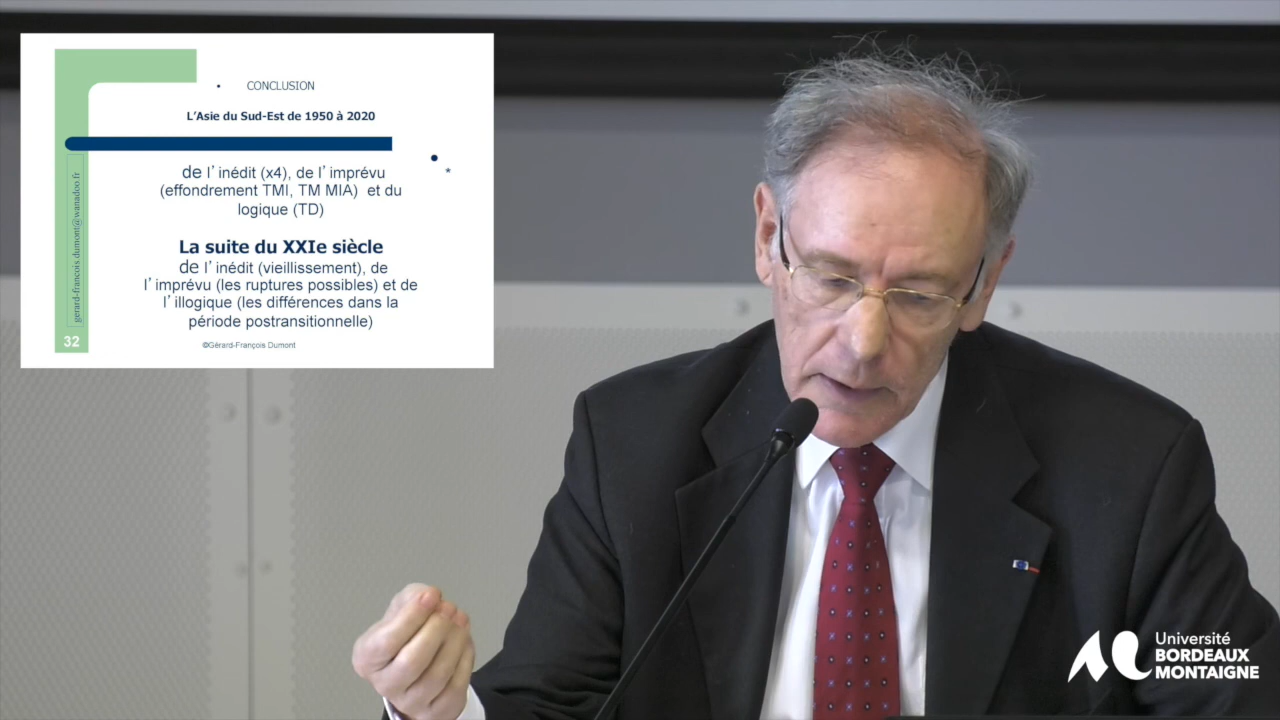 • CONCLUSION
L’Asie du Sud-Est de 1950 à 2020
de l’inédit (x4), de l’imprévu
(effondrement TMI, TM MIA) et du
logique (TD)
La suite du XXIe siècle
de l’inédit (vieillissement), de
l’imprévu (les ruptures possibles) et de
l’illogique (les différences dans la
période postransitionnelle)
©Gérard-François Dumont
32
gerard-francois dumont@wanadoo.fr
*
Université
BORDEAUX
MONTAIGNE